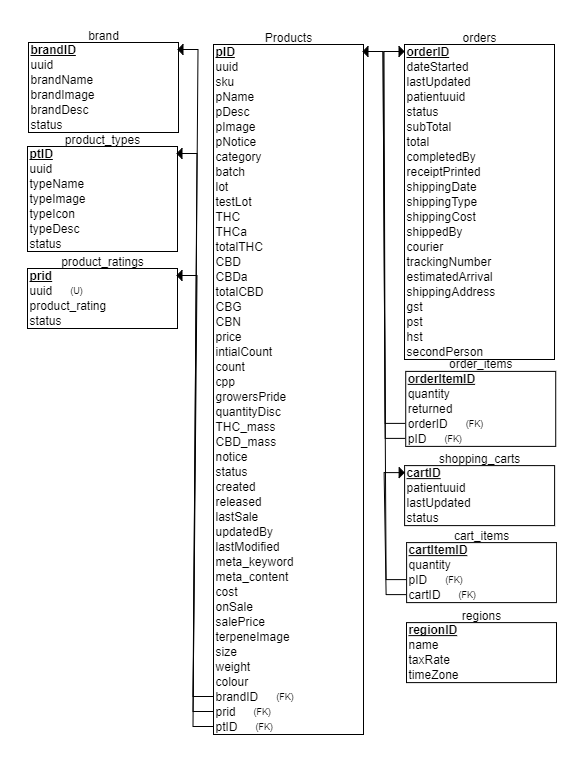 brand
brandID
uuid
brandName
brandImage
brandDesc
status
product_types
ptID
uuid
typeName
typeImage
typeIcon
typeDesc
status
product_ratings
prid
uuid (U)
product_rating
status
Products
pID
uuid
sku
pName
pDesc
pImage
pNotice
category
batch
lot
testLot
THC
THCa
totalTHC
CBD
CBDa
totalCBD
CBG
CBN
price
intialCount
count
cpp
growersPride
quantityDisc
THC_mass
CBD_mass
notice
status
created
released
lastSale
updatedBy
lastModified
meta_keyword
meta_content
cost
onSale
salePrice
terpeneImage
size
weight
colour
brandID (FK)
prid (FK)
ptID (FK)
orders
orderID
dateStarted
lastUpdated
patientuuid
status
subTotal
total
completedBy
receiptPrinted
shippingDate
shippingType
shippingCost
shippedBy
courier
trackingNumber
estimatedArrival
shippingAddress
gst
pst
hst
secondPerson
order_items
orderItemID
quantity
returned
orderID (FK)
pID (FK)
shopping_carts
cartID
patientuuid
lastUpdated
status
cart_items
cartItemID
quantity
pID (FK)
cartID (FK)
regions
regionID
name
taxRate
timeZone